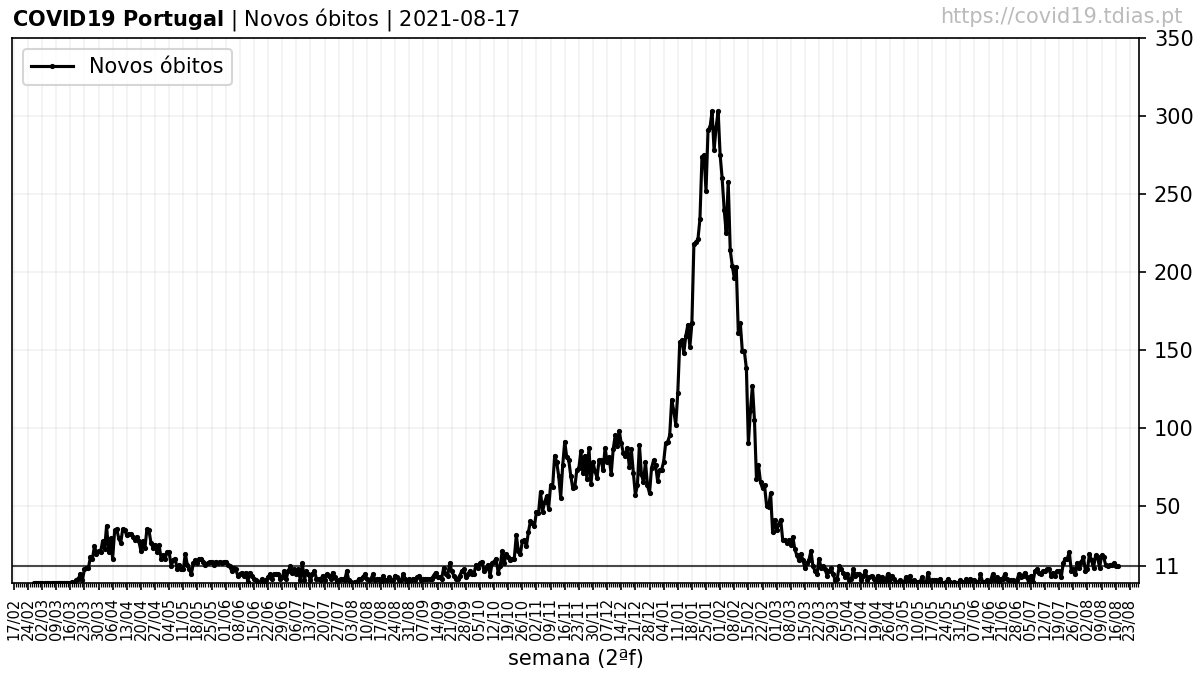 COVID19 Portugal | Novos óbitos | 2021-08-17
https://covid19.tdias.pt
Novos óbitos
350
300
250
200
150
100
50
11
17/02 24/02 02/03 09/03 16/03 23/03 30/03 06/04 13/04 20/04 27/04 04/05 11/05 18/05 25/05 01/06 08/06 15/06 22/06 29/06 06/07 13/07 20/07 27/07 03/08 10/08 17/08 24/08 31/08 07/09 14/09 21/09 28/09 05/10 12/10 19/10 26/10 02/11 09/11 16/11 23/11 30/11 07/12 14/12 21/12 28/12 04/01 11/01 18/01 25/01 01/02 08/02 15/02 22/02 01/03 08/03 15/03 22/03 29/03 05/04 12/04 19/04 26/04 03/05 10/05 17/05 24/05 31/05 07/06 14/06 21/06 28/06 05/07 12/07 19/07 26/07 02/08 09/08 16/08 23/08
semana (2ªf)